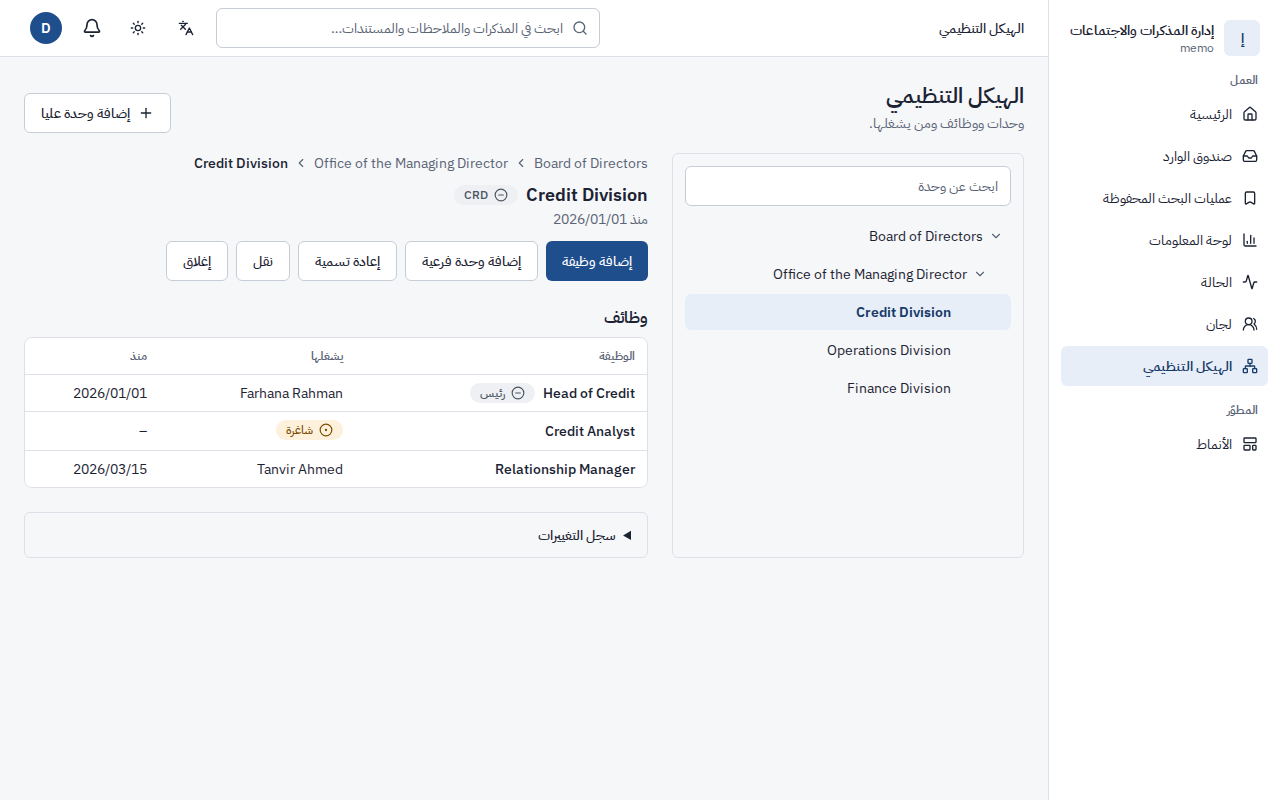 إ
إدارة المذكرات والاجتماعات
memo
العمل
الرئيسية
صندوق الوارد
عمليات البحث المحفوظة
لوحة المعلومات
الحالة
لجان
الهيكل التنظيمي
المطوّر
الأنماط
الهيكل التنظيمي
ابحث في المذكرات والملاحظات والمستندات...
D
الهيكل التنظيمي
وحدات ووظائف ومن يشغلها.
إضافة وحدة عليا
ابحث عن وحدة
Board of Directors
Office of the Managing Director
Credit Division
Operations Division
Finance Division
Board of Directors Office of the Managing Director Credit Division
Credit Division CRD
منذ 2026/01/01
إضافة وظيفة إضافة وحدة فرعية إعادة تسمية نقل إغلاق
وظائف
الوظيفة يشغلها منذ
Head of Credit رئيس Farhana Rahman 2026/01/01
Credit Analyst شاغرة –
Relationship Manager Tanvir Ahmed 2026/03/15
سجل التغييرات